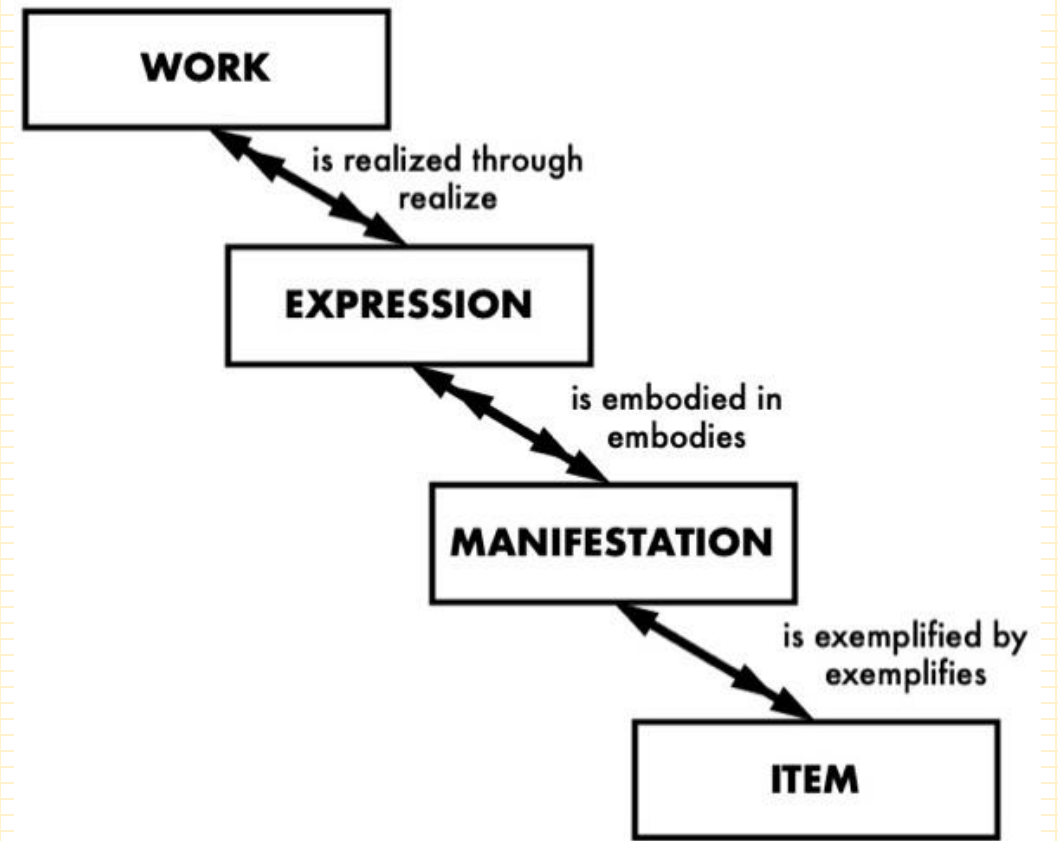 WORK
is realized through
realize
EXPRESSION
is embodied in
embodies
MANIFESTATION
is exemplified by
exemplifies
ITEM